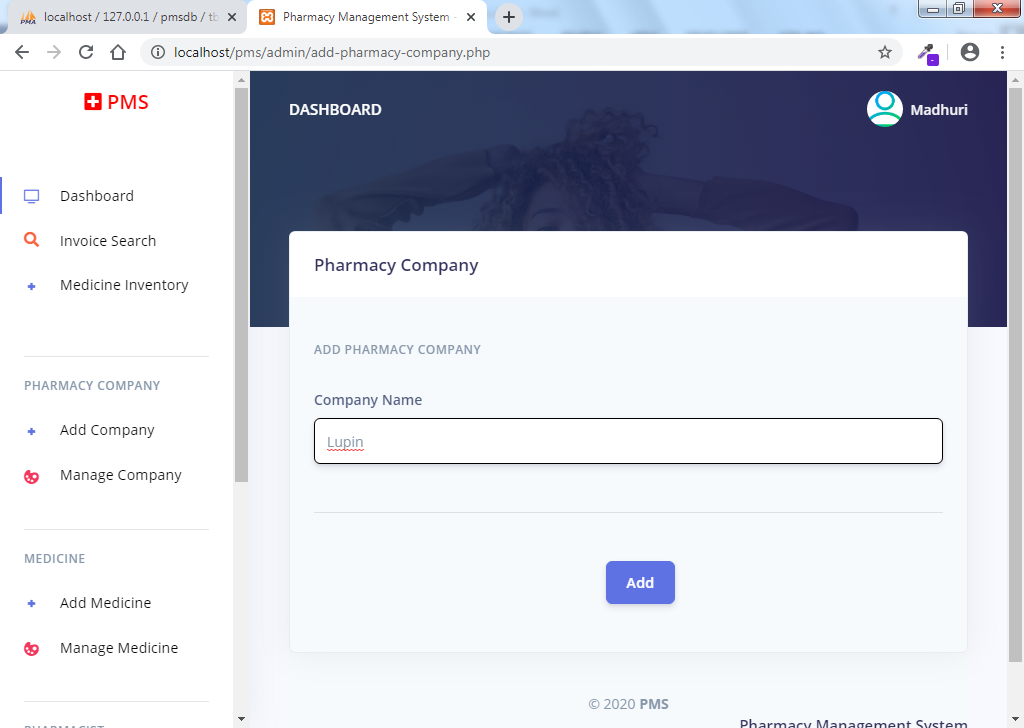 localhost / 127.0.0.1 / pmsdb / tb
Pharmacy Management System
localhost/pms/admin/add-pharmacy-company.php
PMS
DASHBOARD
Madhuri
Dashboard
Invoice Search
Medicine Inventory
PHARMACY COMPANY
Add Company
Manage Company
MEDICINE
Add Medicine
Manage Medicine
PHARMACIST
Pharmacy Company
ADD PHARMACY COMPANY
Company Name
Lupin
Add
© 2020 PMS
Pharmacy Management System